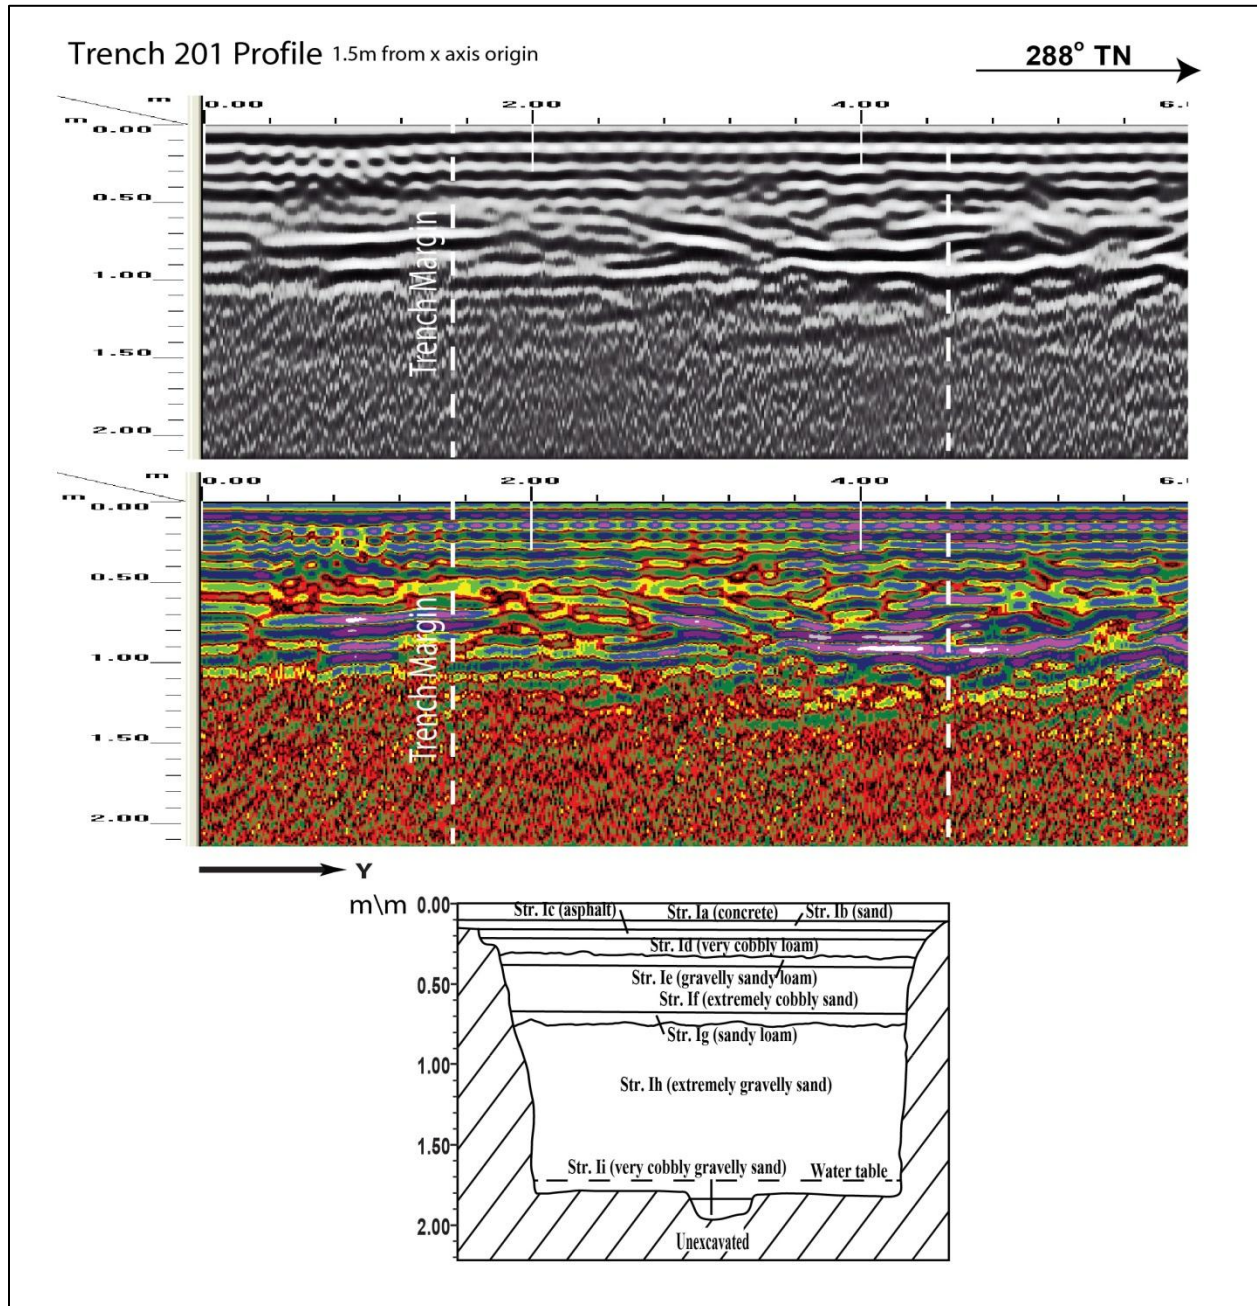 Trench 201 Profile 1.5m from x axis origin
288° TN
m 0.00 2.00 4.00 6.
m
0.00
0.50
1.00
1.50
2.00
Trench Margin
m 0.00 2.00 4.00 6.
m
0.00
0.50
1.00
1.50
2.00
Trench Margin
Y
m\m
0.00
0.50
1.00
1.50
2.00
Str. Ic (asphalt) Str. Ia (concrete) Str. Ib (sand)
Str. Id (very cobbly loam)
Str. Ie (gravelly sandy loam)
Str. If (extremely cobbly sand)
Str. Ig (sandy loam)
Str. Ih (extremely gravelly sand)
Str. Ii (very cobbly gravelly sand) Water table
Unexcavated